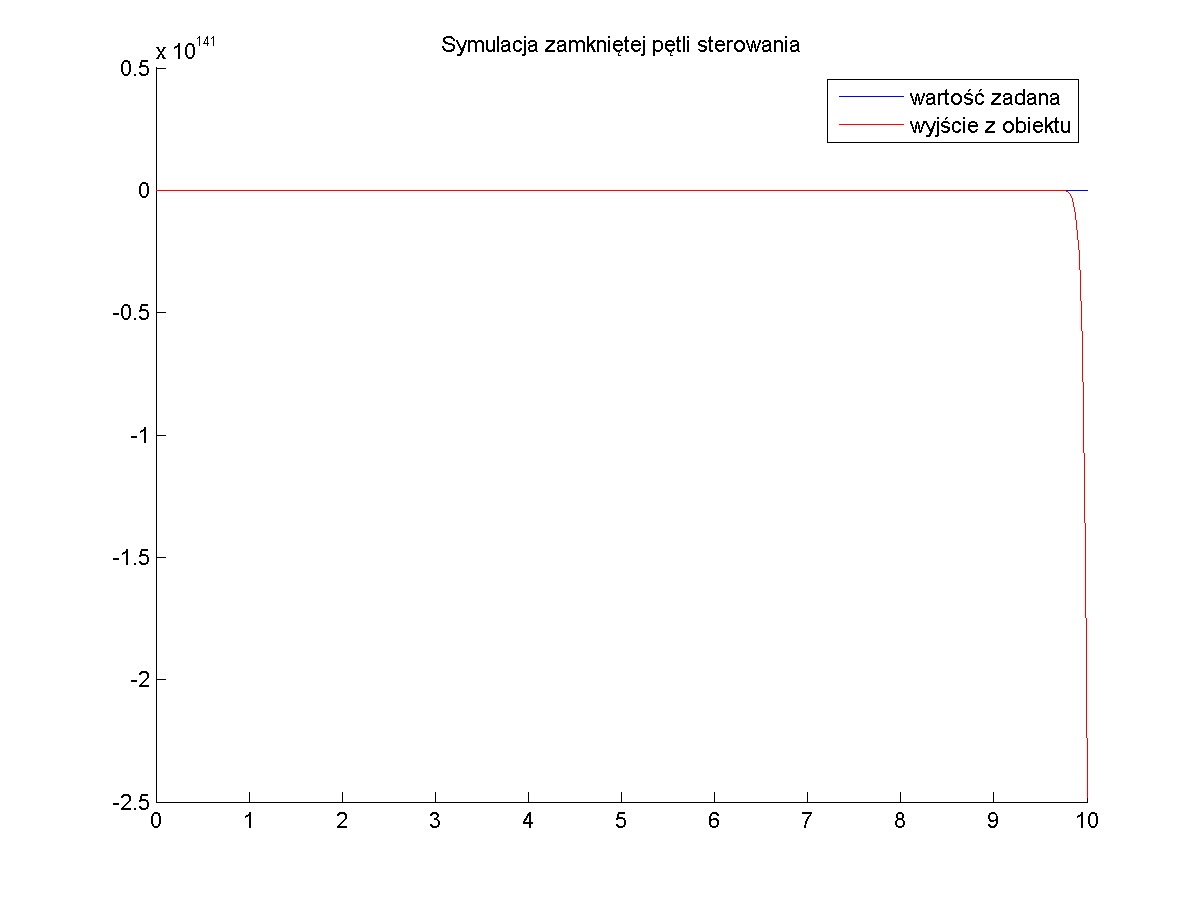 Symulacja zamkniętej pętli sterowania
x 10^141
wartość zadana
wyjście z obiektu
0.5
0
-0.5
-1
-1.5
-2
-2.5
0 1 2 3 4 5 6 7 8 9 10